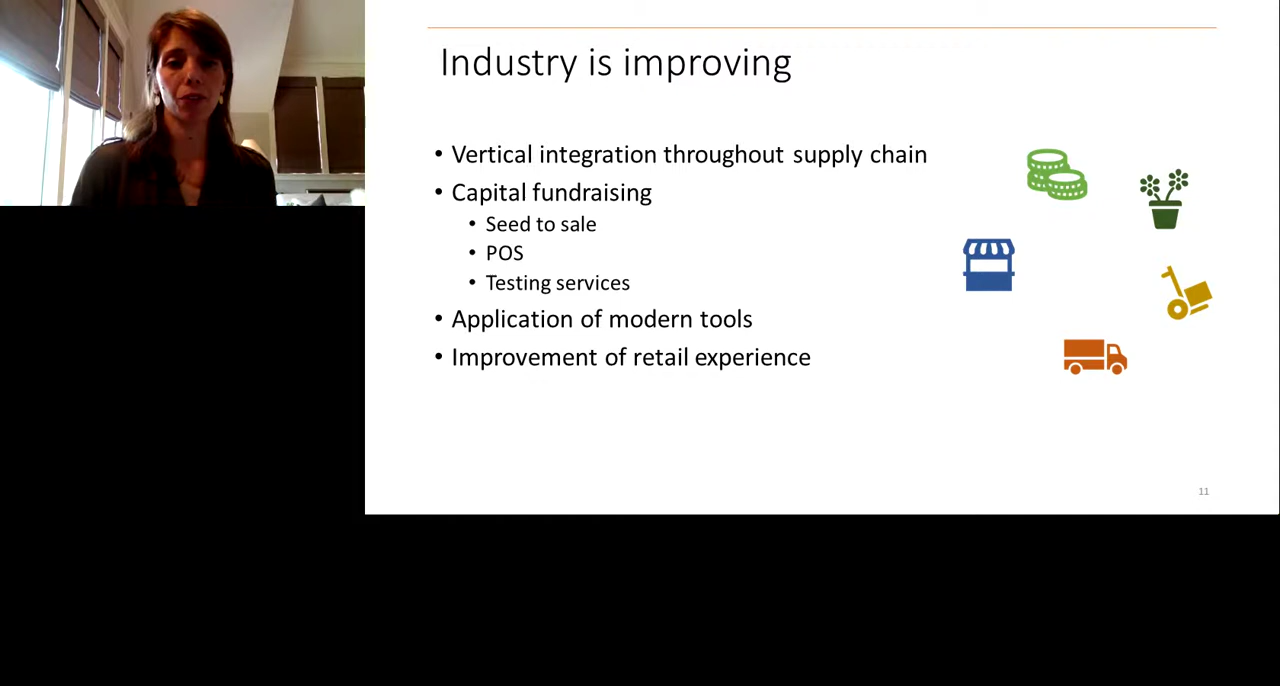 Industry is improving
• Vertical integration throughout supply chain
• Capital fundraising
• Seed to sale
• POS
• Testing services
• Application of modern tools
• Improvement of retail experience
11